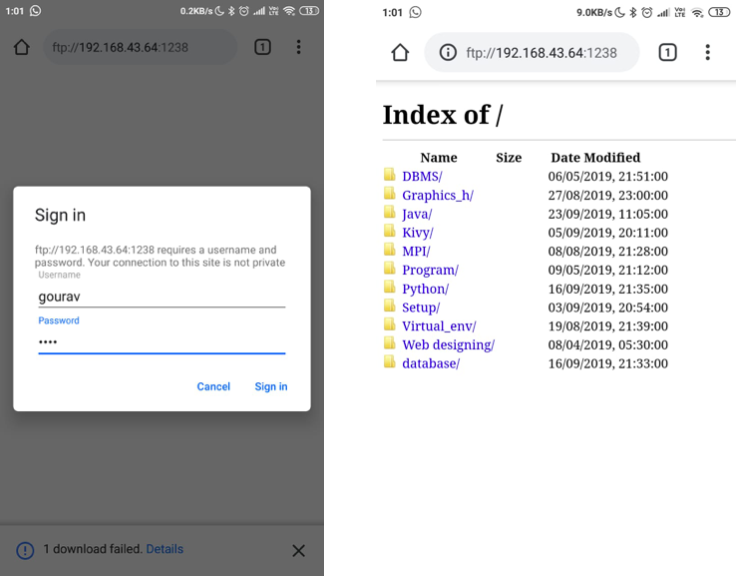 1:01
0.2KB/s
Vo
LTE
13
ftp://192.168.43.64:1238
1
Sign in
ftp://192.168.43.64:1238 requires a username and
password. Your connection to this site is not private
Username
gourav
Password
••••
Cancel Sign in
1 download failed. Details
1:01
9.0KB/s
Vo
LTE
13
ftp://192.168.43.64:1238
1
Index of /
Name Size Date Modified
DBMS/ 06/05/2019, 21:51:00
Graphics_h/ 27/08/2019, 23:00:00
Java/ 23/09/2019, 11:05:00
Kivy/ 05/09/2019, 20:11:00
MPI/ 08/08/2019, 21:28:00
Program/ 09/05/2019, 21:12:00
Python/ 16/09/2019, 21:35:00
Setup/ 03/09/2019, 20:54:00
Virtual_env/ 19/08/2019, 21:39:00
Web designing/ 08/04/2019, 05:30:00
database/ 16/09/2019, 21:33:00